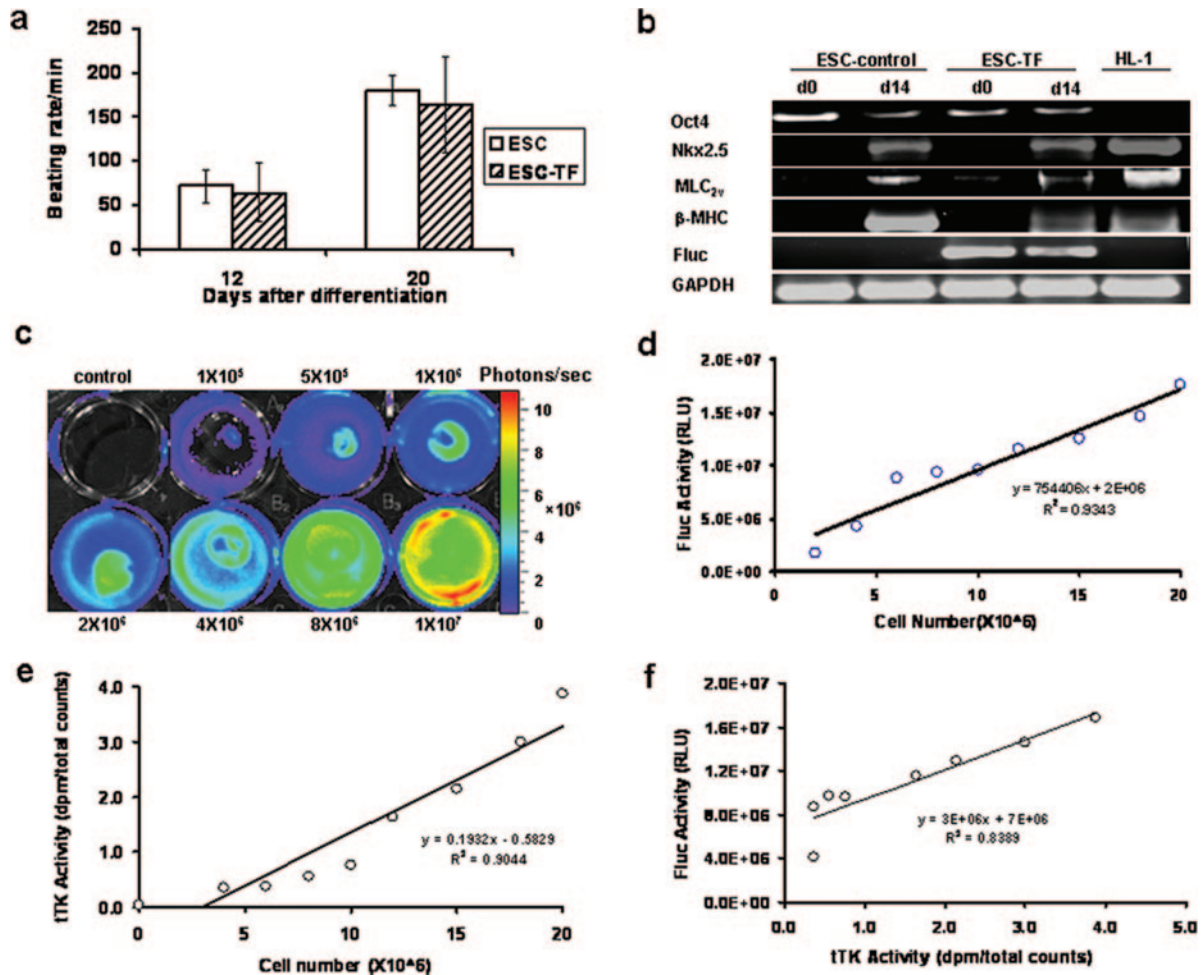 a
Beating rate/min
250
200
150
100
50
0
12
20
Days after differentiation
ESC
ESC-TF
b
ESC-control
ESC-TF
HL-1
d0
d14
d0
d14
Oct4
Nkx2.5
MLC2v
β-MHC
Fluc
GAPDH
c
control
1X10⁵
5X10⁵
1X10⁶
Photons/sec
10
8
6
×10⁶
4
2
0
2X10⁶
4X10⁶
8X10⁶
1X10⁷
d
Fluc Activity (RLU)
2.0E+07
1.5E+07
1.0E+07
5.0E+06
0.0E+00
0
5
10
15
20
Cell Number(X10^6)
y = 754406x + 2E+06
R² = 0.9343
e
tTK Activity (dpm/total counts)
4.0
3.0
2.0
1.0
0.0
0
5
10
15
20
Cell number (X10^6)
y = 0.1932x - 0.5829
R² = 0.9044
f
Fluc Activity (RLU)
2.0E+07
1.6E+07
1.2E+07
8.0E+06
4.0E+06
0.0E+00
0.0
1.0
2.0
3.0
4.0
5.0
tTK Activity (dpm/total counts)
y = 3E+06x + 7E+06
R² = 0.8389